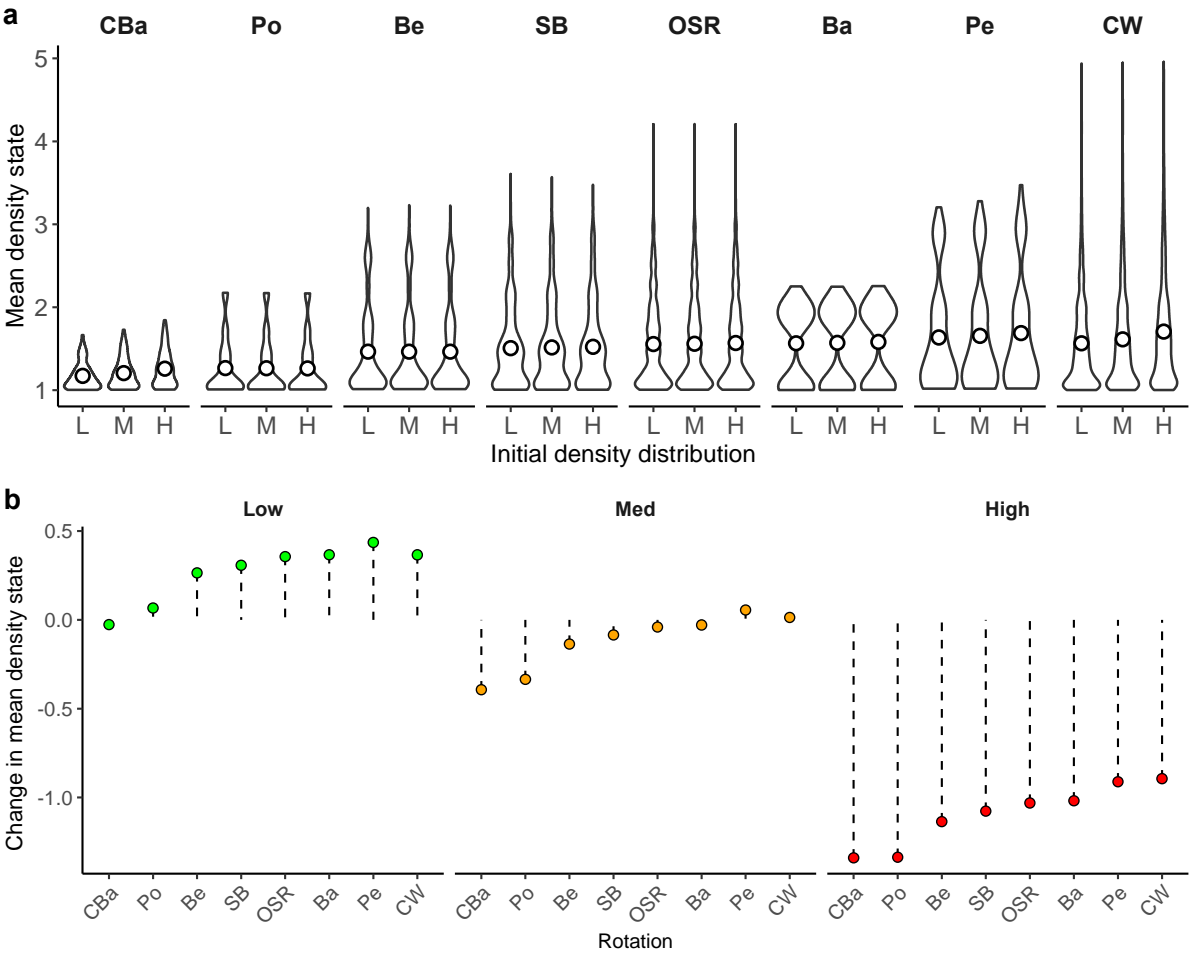 a
CBa Po Be SB OSR Ba Pe CW
Mean density state
5
4
3
2
1
L M H L M H L M H L M H L M H L M H L M H L M H
Initial density distribution
b
Low Med High
Change in mean density state
0.5
0.0
-0.5
-1.0
CBa Po Be SB OSR Ba Pe CW CBa Po Be SB OSR Ba Pe CW CBa Po Be SB OSR Ba Pe CW
Rotation